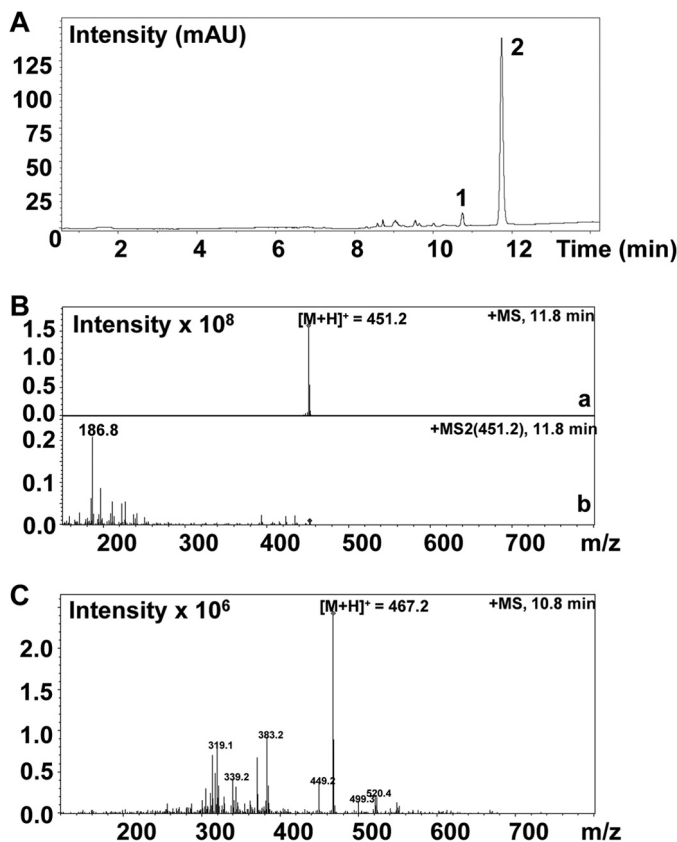 A
Intensity (mAU)
125
100
75
50
25
0
1
2
2 4 6 8 10 12 Time (min)
B
Intensity x 10⁸
[M+H]⁺ = 451.2
+MS, 11.8 min
1.5
1.0
0.5
0.0
a
186.8
+MS2(451.2), 11.8 min
0.2
0.1
0.0
b
200 300 400 500 600 700 m/z
C
Intensity x 10⁶
[M+H]⁺ = 467.2
+MS, 10.8 min
2.0
1.5
1.0
0.5
0.0
319.1
339.2
383.2
449.2
499.3
520.4
200 300 400 500 600 700 m/z